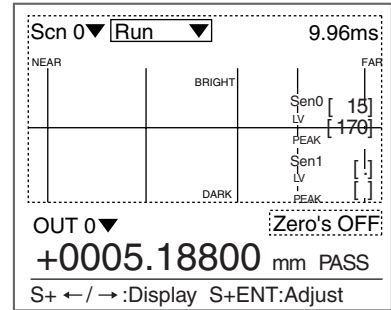 Scn 0▼ Run ▼ 9.96ms
NEAR FAR
BRIGHT
Sen0 [ 15]
LV [ 170]
PEAK
Sen1 [ .]
LV [ ]
DARK PEAK
OUT 0▼ Zero's OFF
+0005.18800 mm PASS
S+ ←/→:Display S+ENT:Adjust